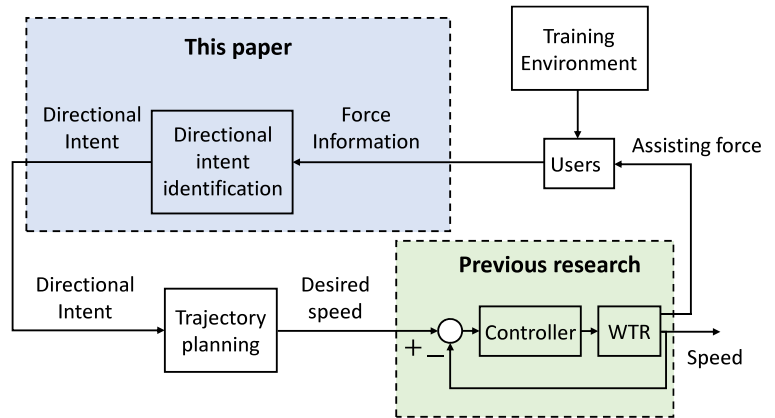 This paper
Training
Environment
Directional
Intent
Directional
intent
identification
Force
Information
Users
Assisting force
Previous research
Directional
Intent
Trajectory
planning
Desired
speed
+
−
Controller
WTR
Speed